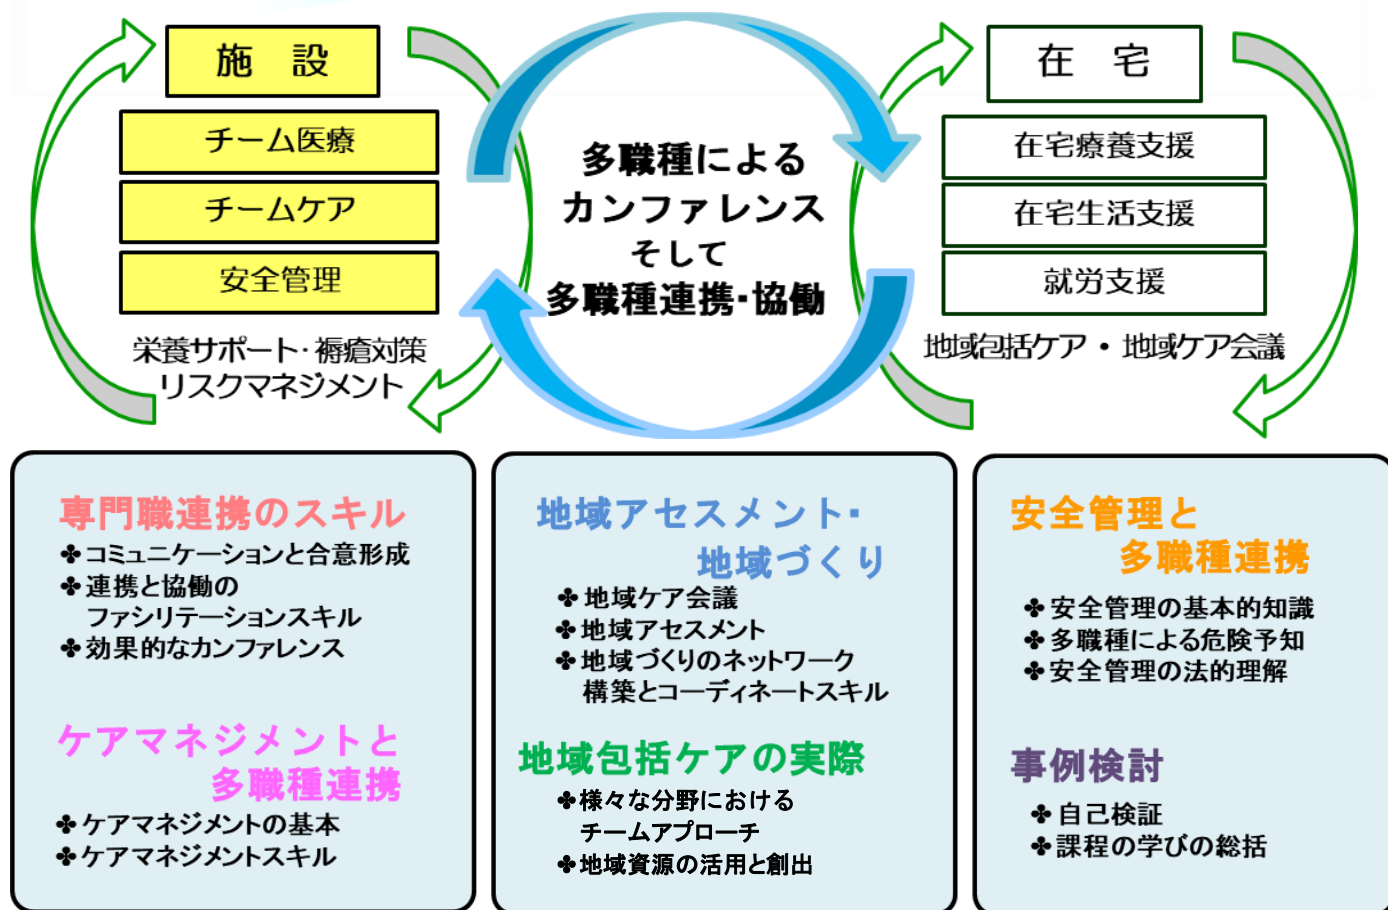 施 設
チーム医療
チームケア
安全管理
栄養サポート・褥瘡対策
リスクマネジメント
多職種による
カンファレンス
そして
多職種連携・協働
在 宅
在宅療養支援
在宅生活支援
就労支援
地域包括ケア・地域ケア会議
専門職連携のスキル
✤コミュニケーションと合意形成
✤連携と協働の
ファシリテーションスキル
✤効果的なカンファレンス
ケアマネジメントと
多職種連携
✤ケアマネジメントの基本
✤ケアマネジメントスキル
地域アセスメント・
地域づくり
✤地域ケア会議
✤地域アセスメント
✤地域づくりのネットワーク
構築とコーディネートスキル
地域包括ケアの実際
✤様々な分野における
チームアプローチ
✤地域資源の活用と創出
安全管理と
多職種連携
✤安全管理の基本的知識
✤多職種による危険予知
✤安全管理の法的理解
事例検討
✤自己検証
✤課程の学びの総括